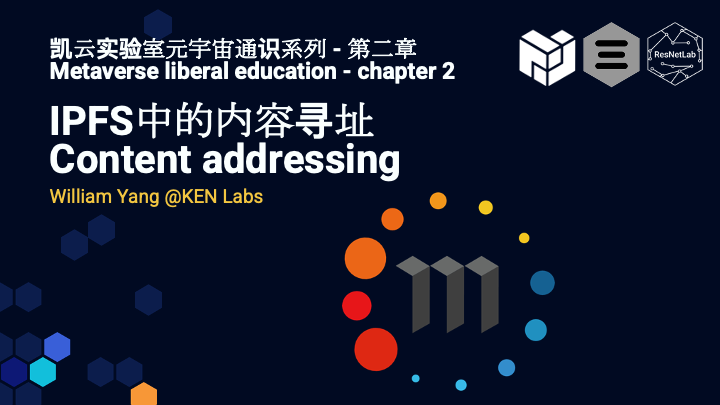 凯云实验室元宇宙通识系列 - 第二章
Metaverse liberal education - chapter 2
IPFS中的内容寻址
Content addressing
William Yang @KEN Labs
ResNetLab